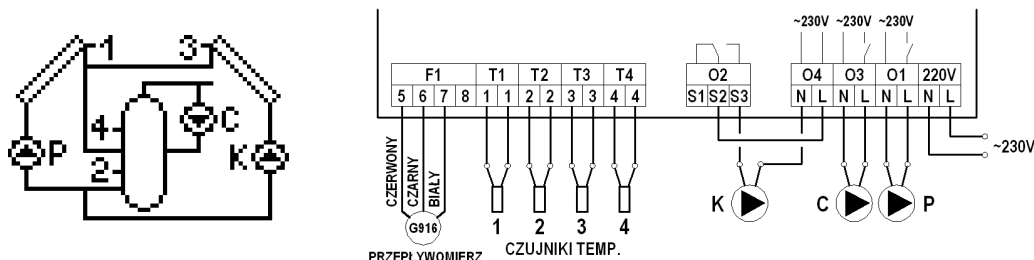 1 3
4 C
P 2 K
~230V ~230V ~230V
F1 T1 T2 T3 T4 O2 O4 O3 O1 220V
5 6 7 8 1 1 2 2 3 3 4 4 S1 S2 S3 N L N L N L N L
~230V
CZERWONY
CZARNY
BIAŁY
G916
1 2 3 4
K C P
PRZEPŁYWOMIERZ
CZUJNIKI TEMP.